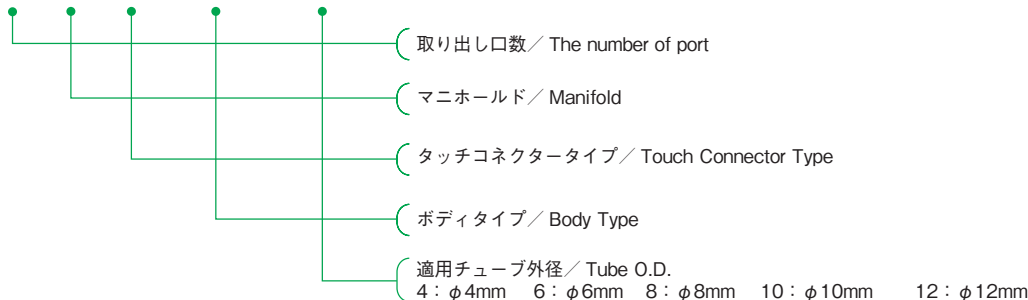 取り出し口数／ The number of port
マニホールド／ Manifold
タッチコネクタータイプ／ Touch Connector Type
ボディタイプ／ Body Type
適用チューブ外径／ Tube O.D.
4：φ4mm 6：φ6mm 8：φ8mm 10：φ10mm 12：φ12mm